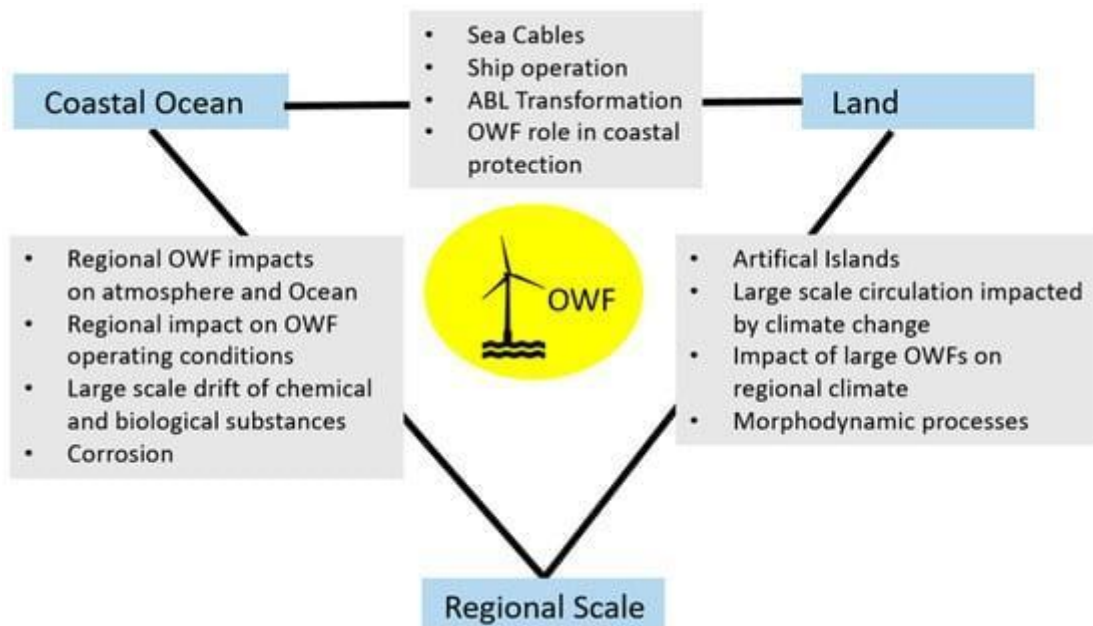 • Sea Cables
• Ship operation
• ABL Transformation
• OWF role in coastal
protection
Coastal Ocean
Land
• Regional OWF impacts
on atmosphere and Ocean
• Regional impact on OWF
operating conditions
• Large scale drift of chemical
and biological substances
• Corrosion
OWF
• Artifical Islands
• Large scale circulation impacted
by climate change
• Impact of large OWFs on
regional climate
• Morphodynamic processes
Regional Scale